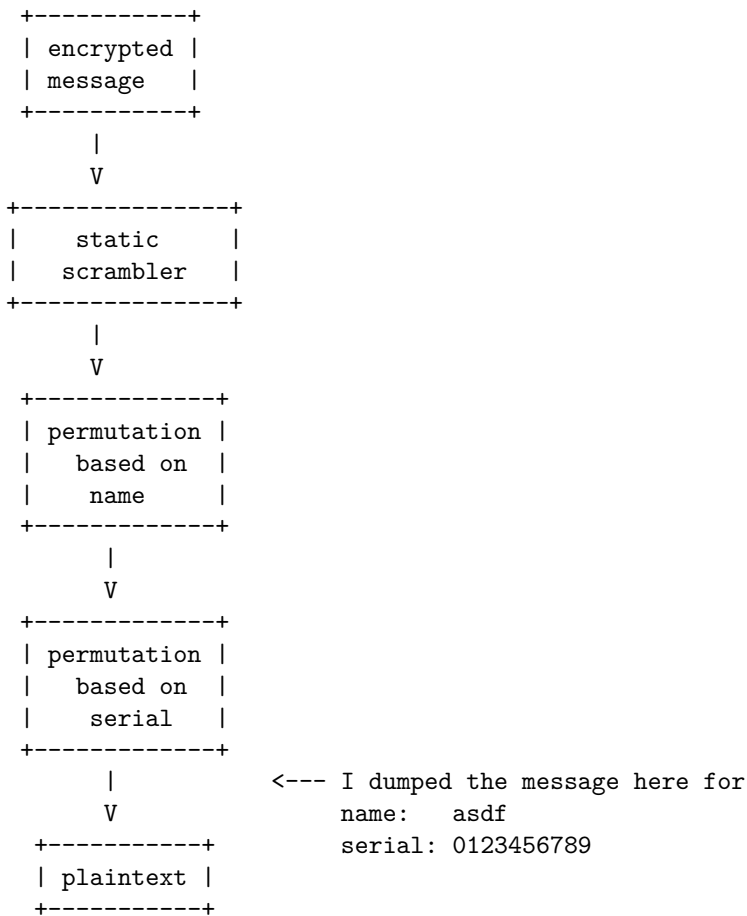 encrypted
message
static
scrambler
permutation
based on
name
permutation
based on
serial
<--- I dumped the message here for
name: asdf
serial: 0123456789
plaintext